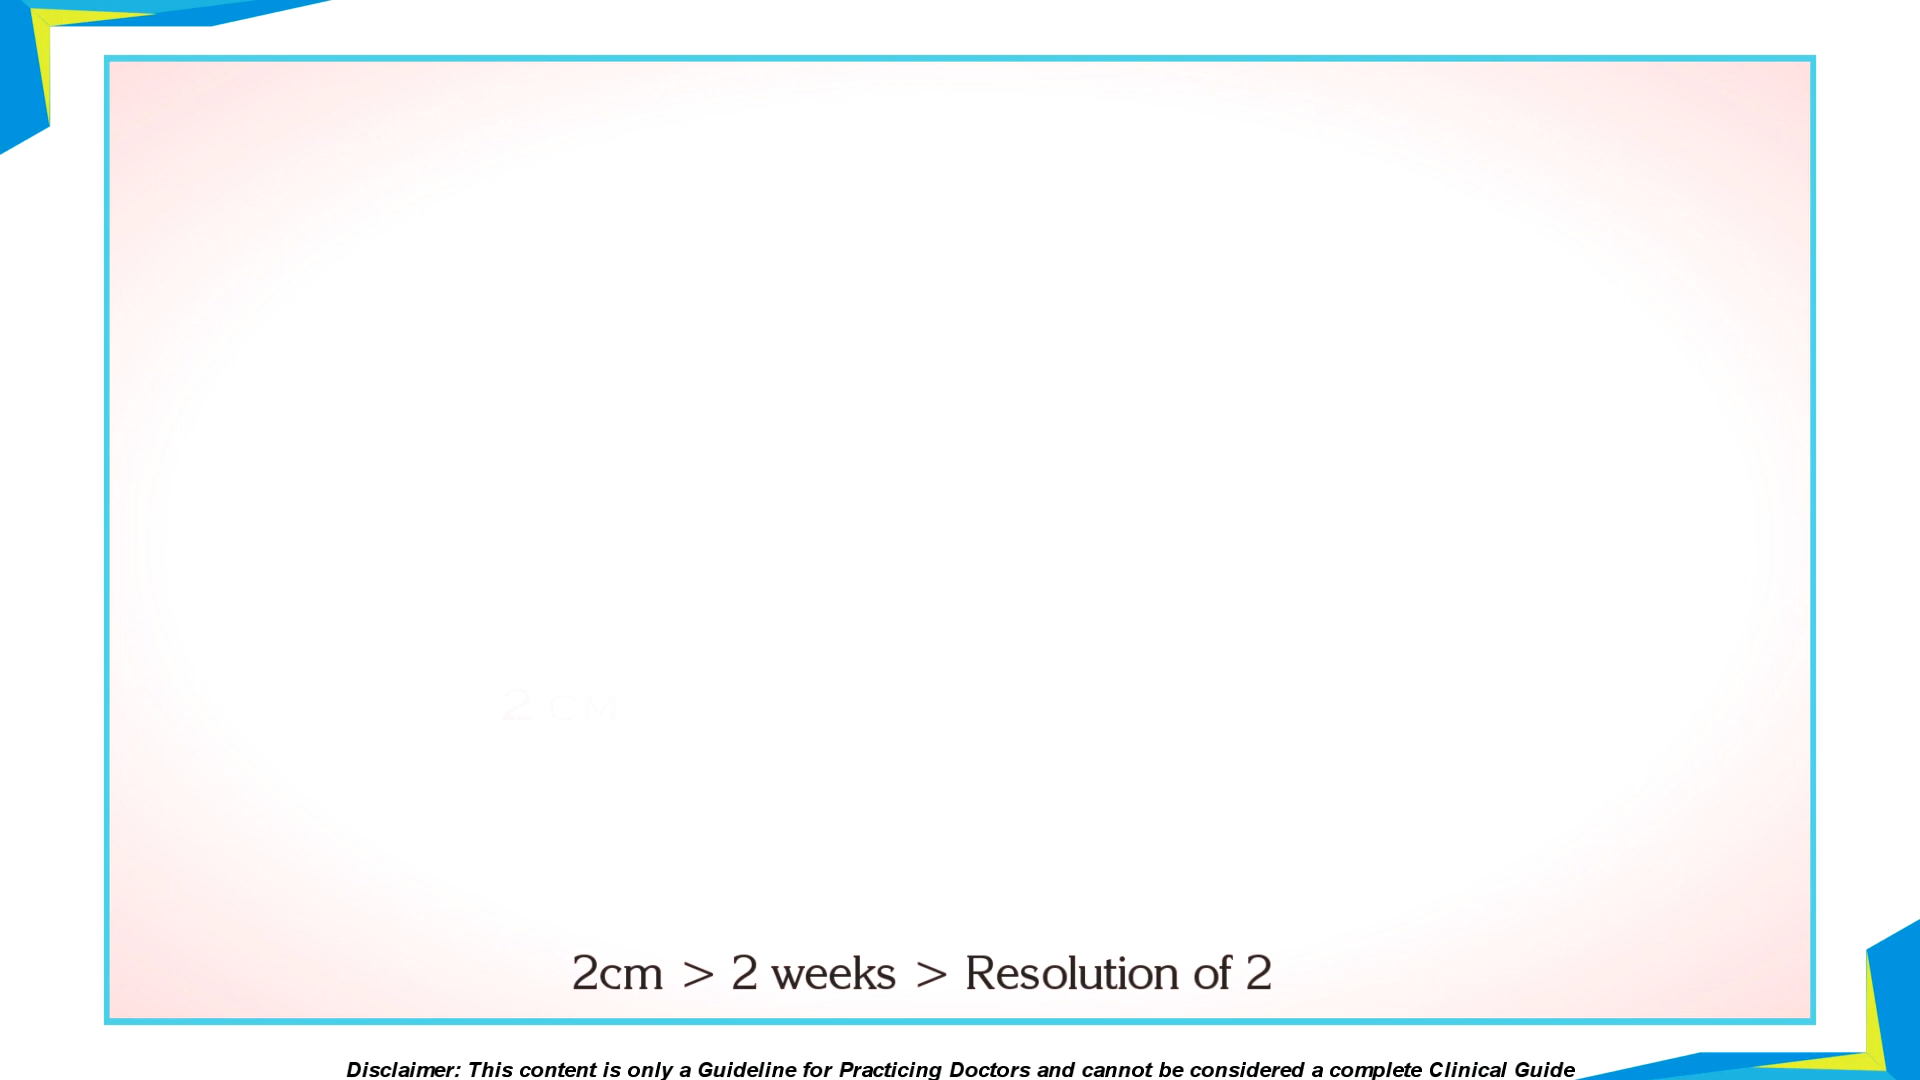 2 CM
2cm > 2 weeks > Resolution of 2
Disclaimer: This content is only a Guideline for Practicing Doctors and cannot be considered a complete Clinical Guide